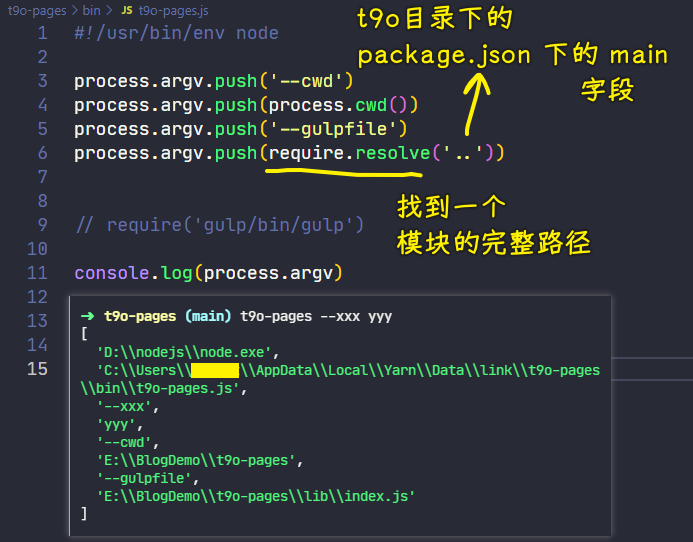 t9o-pages > bin > JS t9o-pages.js
1 #!/usr/bin/env node
2
3 process.argv.push('--cwd')
4 process.argv.push(process.cwd())
5 process.argv.push('--gulpfile')
6 process.argv.push(require.resolve('..'))
7
8
9 // require('gulp/bin/gulp')
10
11 console.log(process.argv)
12
13
14
15
t9o目录下的
package.json 下的 main
字段
找到一个
模块的完整路径
➜ t9o-pages (main) t9o-pages --xxx yyy
[
'D:\\nodejs\\node.exe',
'C:\\Users\\ \\AppData\\Local\\Yarn\\Data\\link\\t9o-pages
\\bin\\t9o-pages.js',
'--xxx',
'yyy',
'--cwd',
'E:\\BlogDemo\\t9o-pages',
'--gulpfile',
'E:\\BlogDemo\\t9o-pages\\lib\\index.js'
]